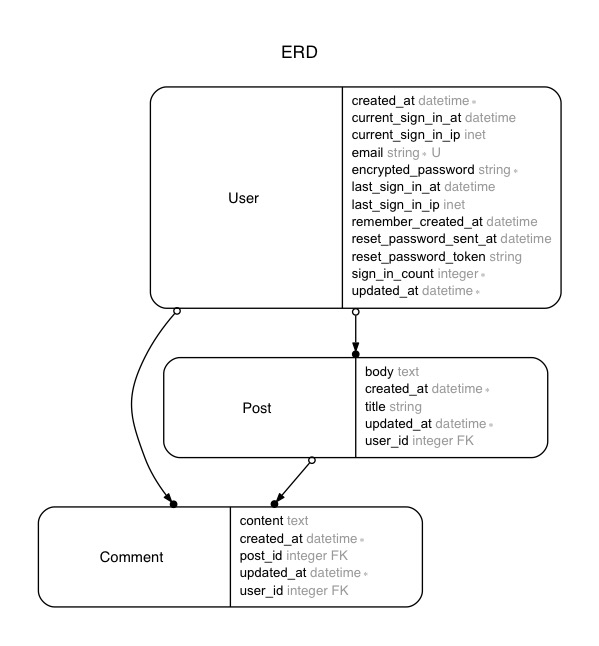 ERD
User
created_at datetime *
current_sign_in_at datetime
current_sign_in_ip inet
email string * U
encrypted_password string *
last_sign_in_at datetime
last_sign_in_ip inet
remember_created_at datetime
reset_password_sent_at datetime
reset_password_token string
sign_in_count integer *
updated_at datetime *
Post
body text
created_at datetime *
title string
updated_at datetime *
user_id integer FK
Comment
content text
created_at datetime *
post_id integer FK
updated_at datetime *
user_id integer FK